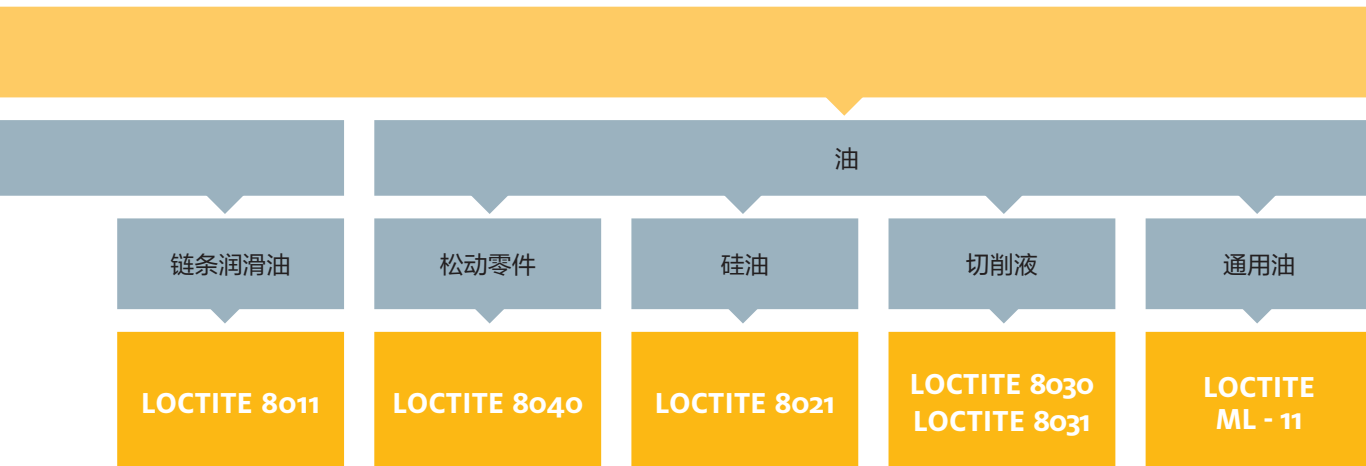 油
链条润滑油
松动零件
硅油
切削液
通用油
LOCTITE 8011
LOCTITE 8040
LOCTITE 8021
LOCTITE 8030
LOCTITE 8031
LOCTITE
ML - 11